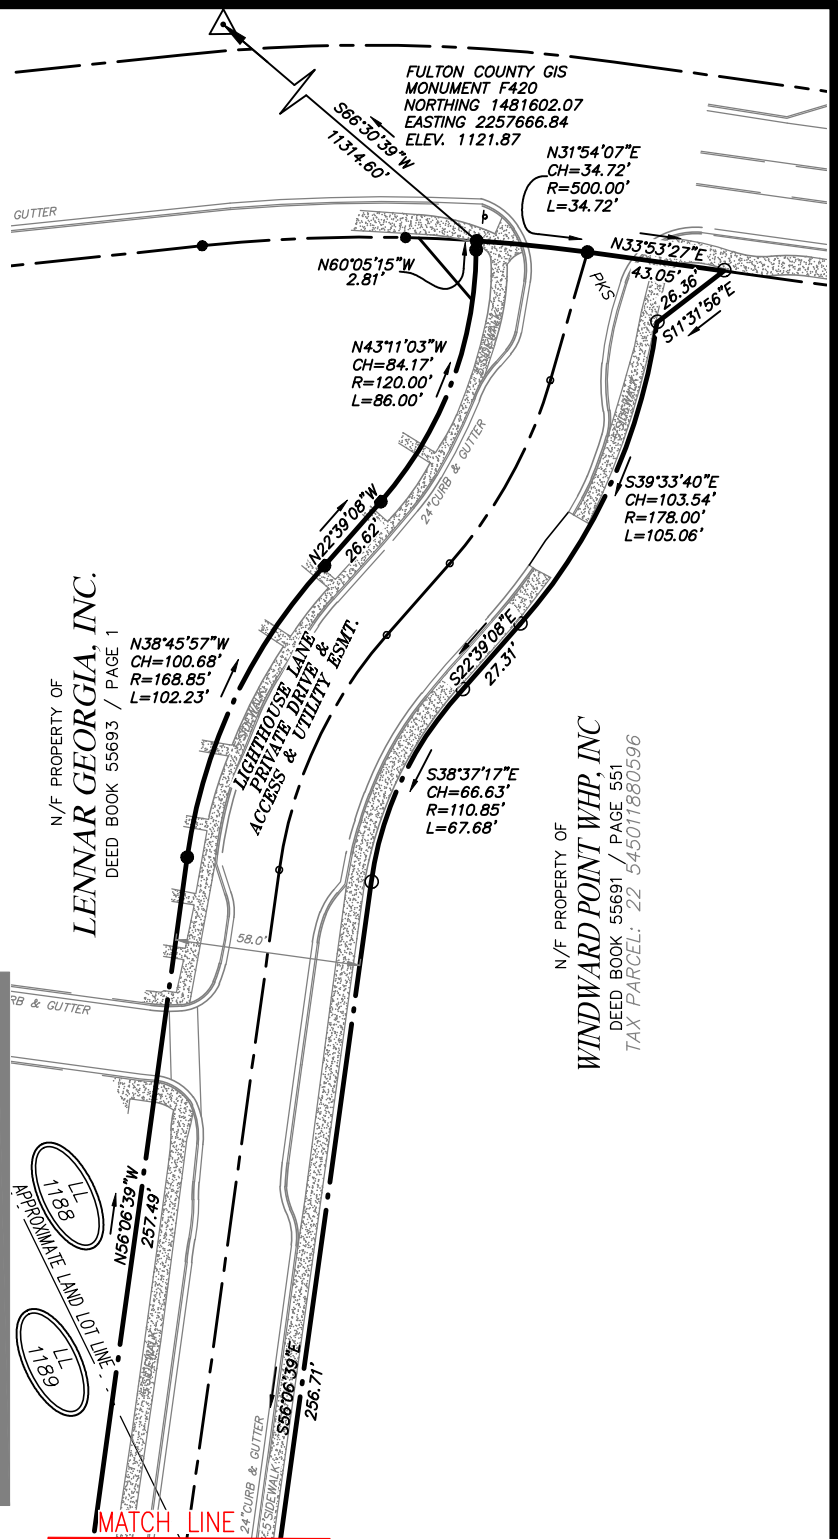 FULTON COUNTY GIS
MONUMENT F420
NORTHING 1481602.07
EASTING 2257666.84
ELEV. 1121.87
S66°30'39"W
11314.60'
N31°54'07"E
CH=34.72'
R=500.00'
L=34.72'
GUTTER
N33°53'27"E
43.05'
N60°05'15"W
2.81'
PKS
26.36'
S11°31'56"E
N43°11'03"W
CH=84.17'
R=120.00'
L=86.00'
SIDEWALK
SIDEWALK
24"CURB & GUTTER
S39°33'40"E
CH=103.54'
R=178.00'
L=105.06'
N22°39'08"W
26.62'
S22°39'08"E
27.31'
N38°45'57"W
CH=100.68'
R=168.85'
L=102.23'
SIDEWALK
LIGHTHOUSE LANE
PRIVATE DRIVE &
ACCESS & UTILITY ESMT.
N/F PROPERTY OF
LENNAR GEORGIA, INC.
DEED BOOK 55693 / PAGE 1
S38°37'17"E
CH=66.63'
R=110.85'
L=67.68'
N/F PROPERTY OF
WINDWARD POINT WHP, INC
DEED BOOK 55691 / PAGE 551
TAX PARCEL: 22 545011880596
58.0'
RB & GUTTER
LL
1188
APPROXIMATE LAND LOT LINE
LL
1189
N56°06'39"W
257.49'
SIDEWALK
S56°06'39"E
256.71'
24"CURB & GUTTER
5' SIDEWALK
MATCH LINE